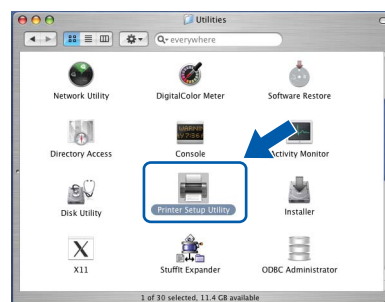 Utilities
everywhere
Network Utility
DigitalColor Meter
Software Restore
Directory Access
Console
Activity Monitor
Disk Utility
Printer Setup Utility
Installer
X11
StuffIt Expander
ODBC Administrator
1 of 30 selected, 11.4 GB available